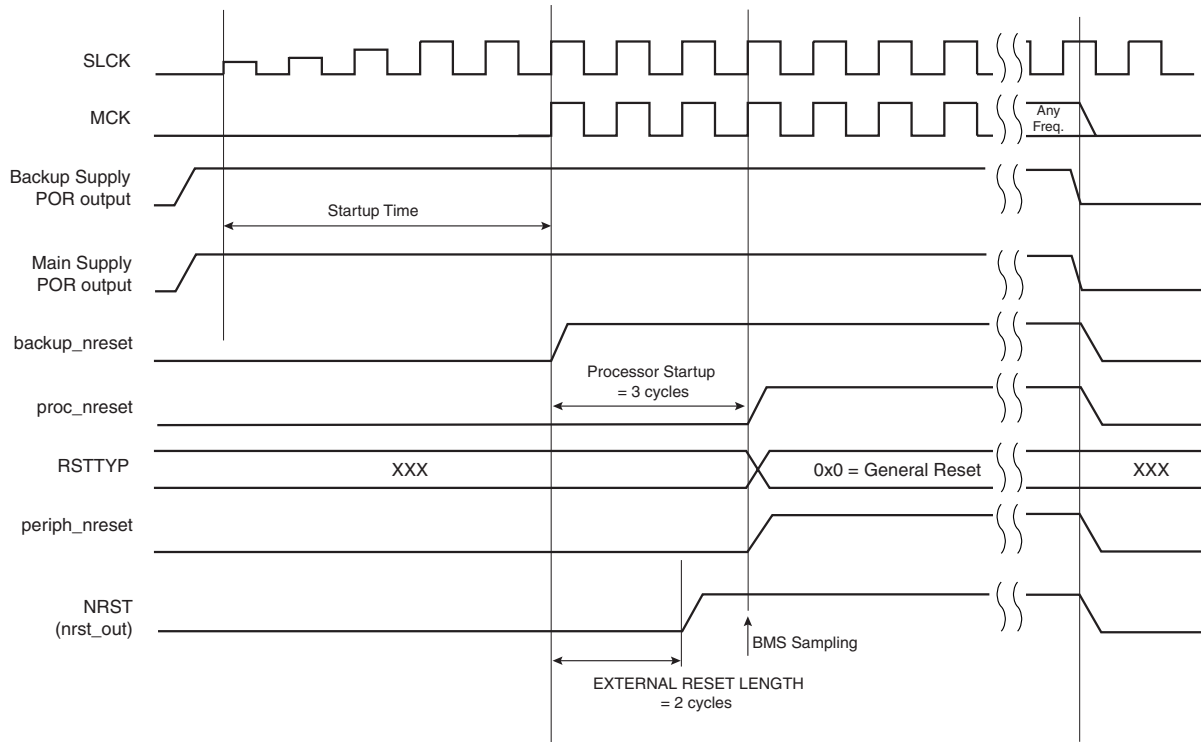 SLCK
MCK
Any
Freq.
Backup Supply
POR output
Startup Time
Main Supply
POR output
backup_nreset
Processor Startup
= 3 cycles
proc_nreset
RSTTYP
XXX
0x0 = General Reset
XXX
periph_nreset
NRST
(nrst_out)
BMS Sampling
EXTERNAL RESET LENGTH
= 2 cycles